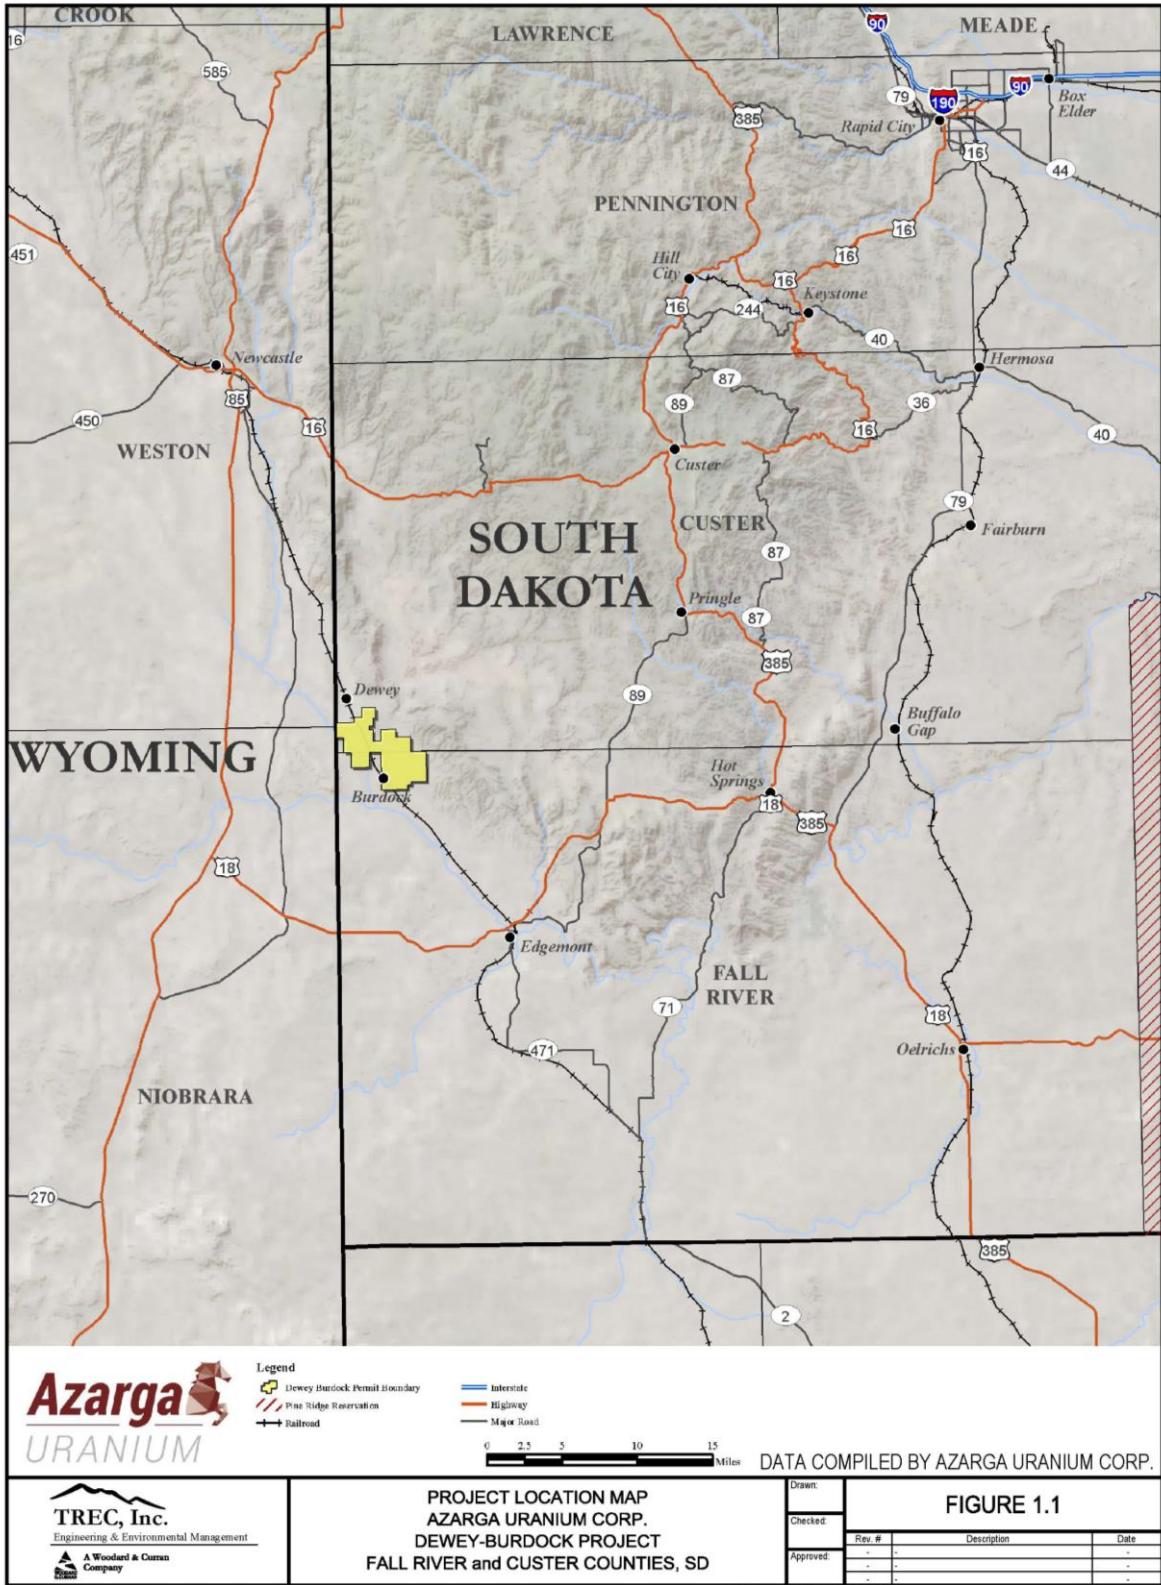 CROOK
LAWRENCE
MEADE
16
585
90
79
190
90
Box
Elder
Rapid City
385
16
44
PENNINGTON
451
Hill
City
16
16
16
Keystone
16
244
40
Newcastle
Hermosa
85
87
450
16
89
36
WESTON
16
40
Custer
SOUTH
DAKOTA
CUSTER
79
Fairburn
87
Pringle
87
385
89
Dewey
Buffalo
Gap
WYOMING
Hot
Springs
Burdock
18
385
18
Edgemont
FALL
RIVER
71
18
471
Oelrichs
NIOBRARA
270
385
2
Azarga
URANIUM
Legend
Dewey Burdock Permit Boundary
Pine Ridge Reservation
Railroad
Interstate
Highway
Major Road
0 2.5 5 10 15
Miles
DATA COMPILED BY AZARGA URANIUM CORP.
TREC, Inc.
Engineering & Environmental Management
A Woodard & Curran
Company
PROJECT LOCATION MAP
AZARGA URANIUM CORP.
DEWEY-BURDOCK PROJECT
FALL RIVER and CUSTER COUNTIES, SD
Drawn:
Checked:
Approved:
FIGURE 1.1
Rev. # Description Date
- - -
- - -
- - -